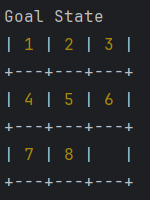 Goal State
| 1 | 2 | 3 |
+---+---+---+
| 4 | 5 | 6 |
+---+---+---+
| 7 | 8 |   |
+---+---+---+